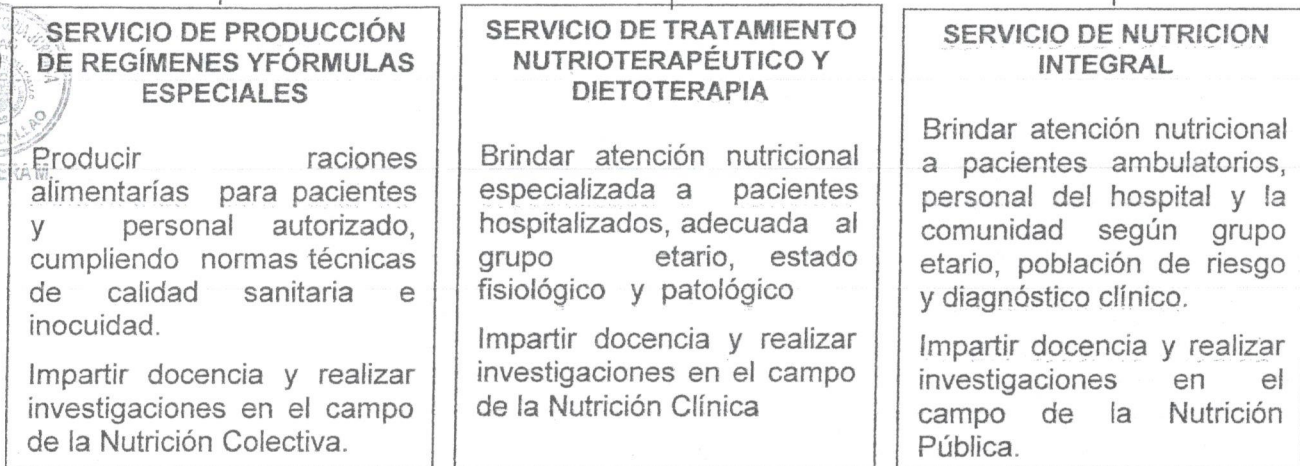 SERVICIO DE PRODUCCIÓN
DE REGÍMENES YFÓRMULAS
ESPECIALES
Producir raciones
alimentarías para pacientes
y personal autorizado,
cumpliendo normas técnicas
de calidad sanitaria e
inocuidad.
Impartir docencia y realizar
investigaciones en el campo
de la Nutrición Colectiva.
SERVICIO DE TRATAMIENTO
NUTRIOTERAPÉUTICO Y
DIETOTERAPIA
Brindar atención nutricional
especializada a pacientes
hospitalizados, adecuada al
grupo etario, estado
fisiológico y patológico
Impartir docencia y realizar
investigaciones en el campo
de la Nutrición Clínica
SERVICIO DE NUTRICION
INTEGRAL
Brindar atención nutricional
a pacientes ambulatorios,
personal del hospital y la
comunidad según grupo
etario, población de riesgo
y diagnóstico clínico.
Impartir docencia y realizar
investigaciones en el
campo de la Nutrición
Pública.